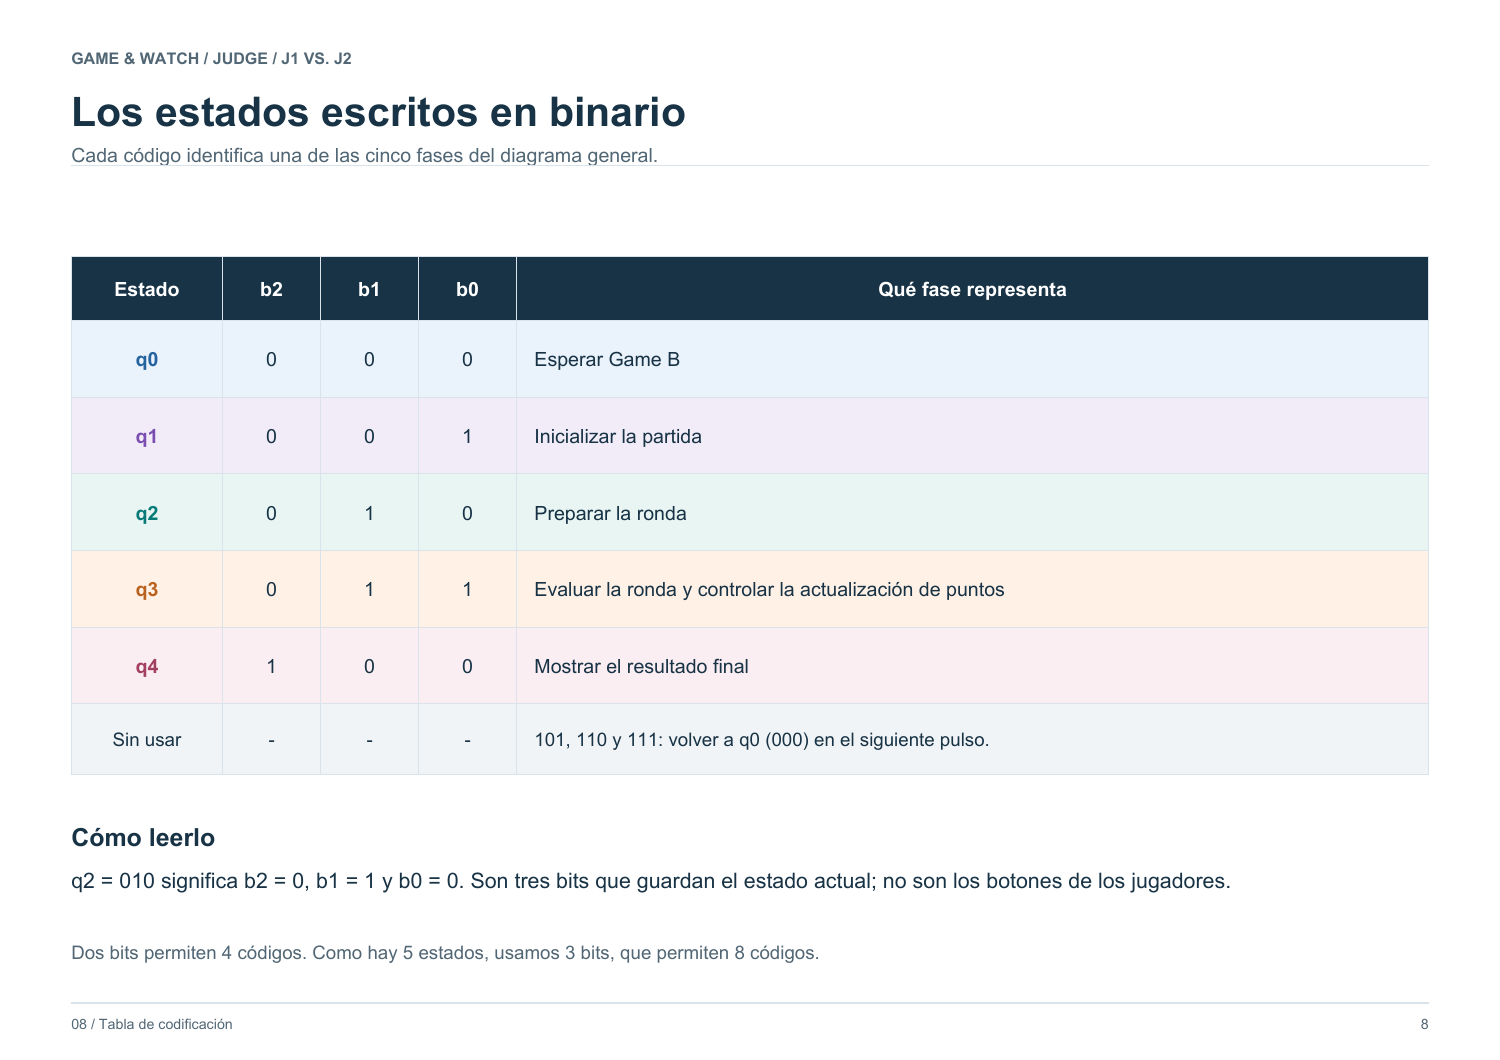 GAME & WATCH / JUDGE / J1 VS. J2
Los estados escritos en binario
Cada código identifica una de las cinco fases del diagrama general.
Estado b2 b1 b0 Qué fase representa
q0 0 0 0 Esperar Game B
q1 0 0 1 Inicializar la partida
q2 0 1 0 Preparar la ronda
q3 0 1 1 Evaluar la ronda y controlar la actualización de puntos
q4 1 0 0 Mostrar el resultado final
Sin usar - - - 101, 110 y 111: volver a q0 (000) en el siguiente pulso.
Cómo leerlo
q2 = 010 significa b2 = 0, b1 = 1 y b0 = 0. Son tres bits que guardan el estado actual; no son los botones de los jugadores.
Dos bits permiten 4 códigos. Como hay 5 estados, usamos 3 bits, que permiten 8 códigos.
08 / Tabla de codificación 8